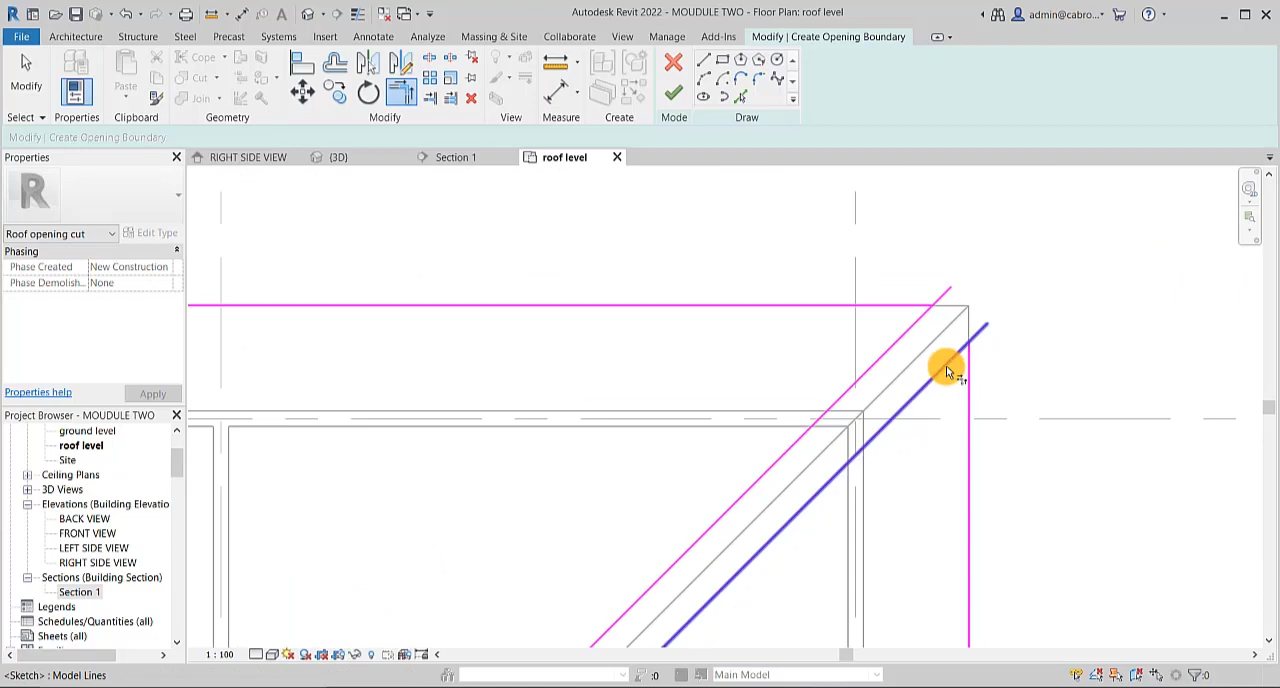 Autodesk Revit 2022 - MOUDULE TWO - Floor Plan: roof level
admin@cabro...
File Architecture Structure Steel Precast Systems Insert Annotate Analyze Massing & Site Collaborate View Manage Add-Ins Modify | Create Opening Boundary
Modify
Paste
Cope
Cut
Join
Select Properties Clipboard Geometry Modify View Measure Create Mode Draw
Modify | Create Opening Boundary
Properties
RIGHT SIDE VIEW {3D} Section 1 roof level
Roof opening cut Edit Type
Phasing
Phase Created New Construction
Phase Demolish... None
Properties help Apply
Project Browser - MOUDULE TWO
ground level
roof level
Site
Ceiling Plans
3D Views
Elevations (Building Elevatio
BACK VIEW
FRONT VIEW
LEFT SIDE VIEW
RIGHT SIDE VIEW
Sections (Building Section)
Section 1
Legends
Schedules/Quantities (all)
Sheets (all)
1 : 100
<Sketch> : Model Lines :0 Main Model :0